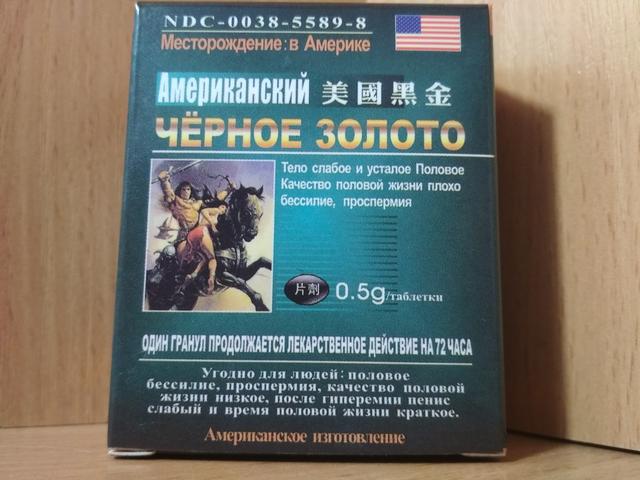 NDC-0038-5589-8
Месторождение: в Америке
Американский 美國黑金
ЧЁРНОЕ ЗОЛОТО
Тело слабое и усталое Половое
Качество половой жизни плохо
бессилие, проспермия
片劑 0.5g/таблетки
ОДИН ГРАНУЛ ПРОДОЛЖАЕТСЯ ЛЕКАРСТВЕННОЕ ДЕЙСТВИЕ НА 72 ЧАСА
Угодно для людей: половое
бессилие, проспермия, качество половой
жизни низкое, после гиперемии пенис
слабый и время половой жизни краткое.
Американское изготовление